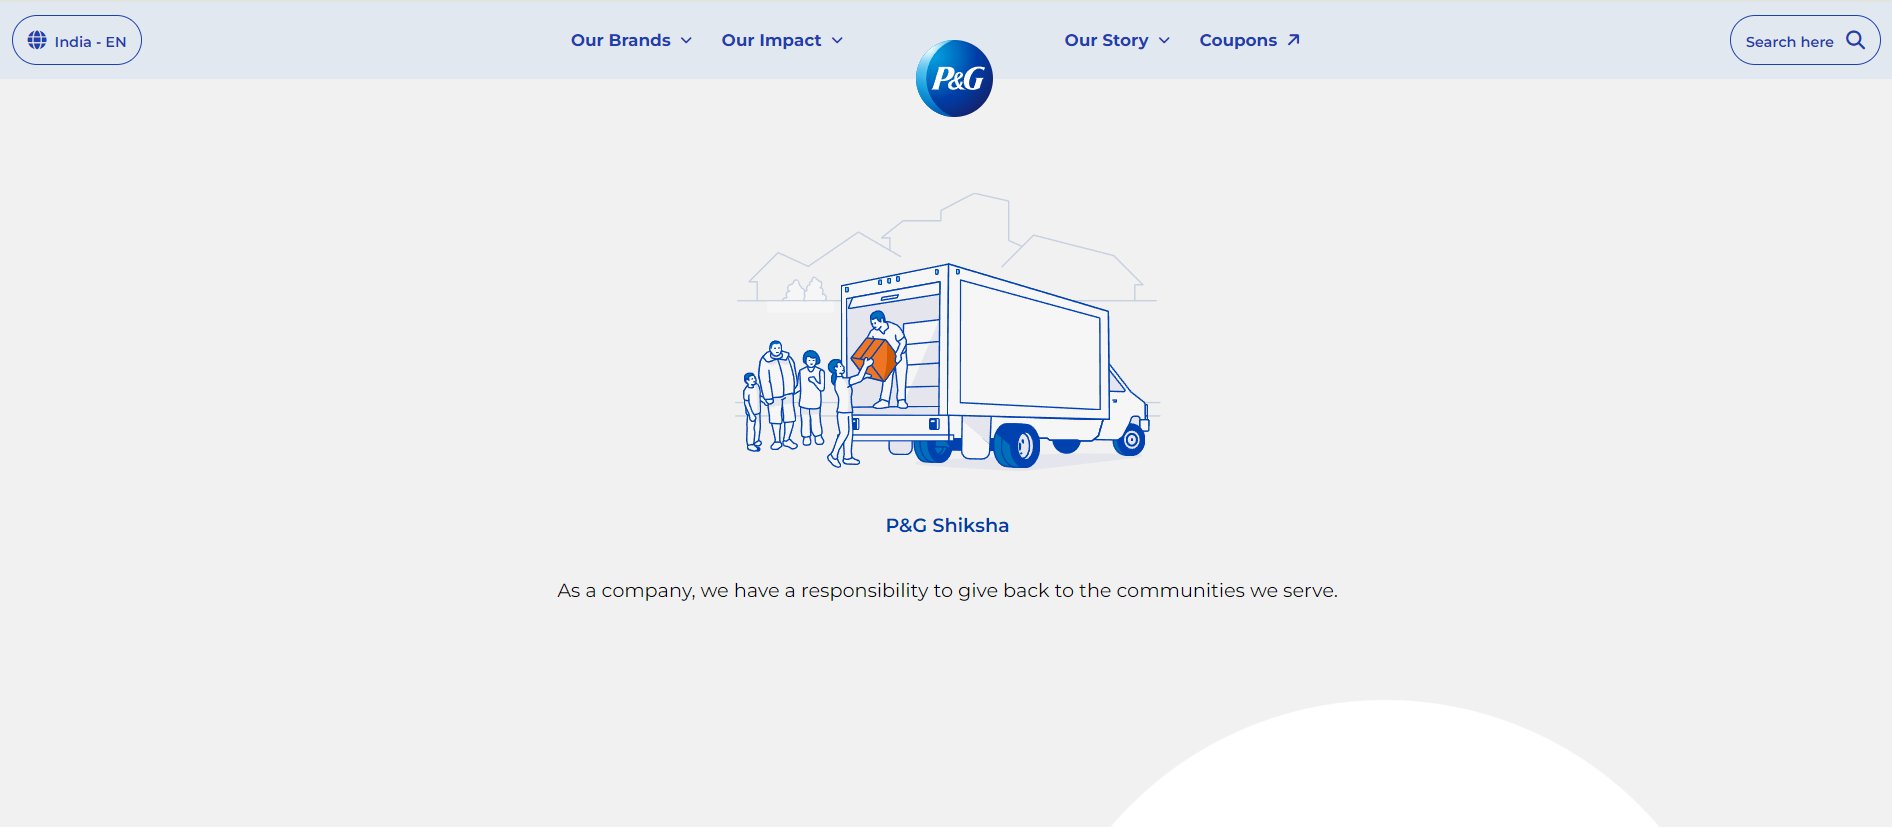 India - EN
Our Brands
Our Impact
P&G
Our Story
Coupons
Search here
P&G Shiksha
As a company, we have a responsibility to give back to the communities we serve.